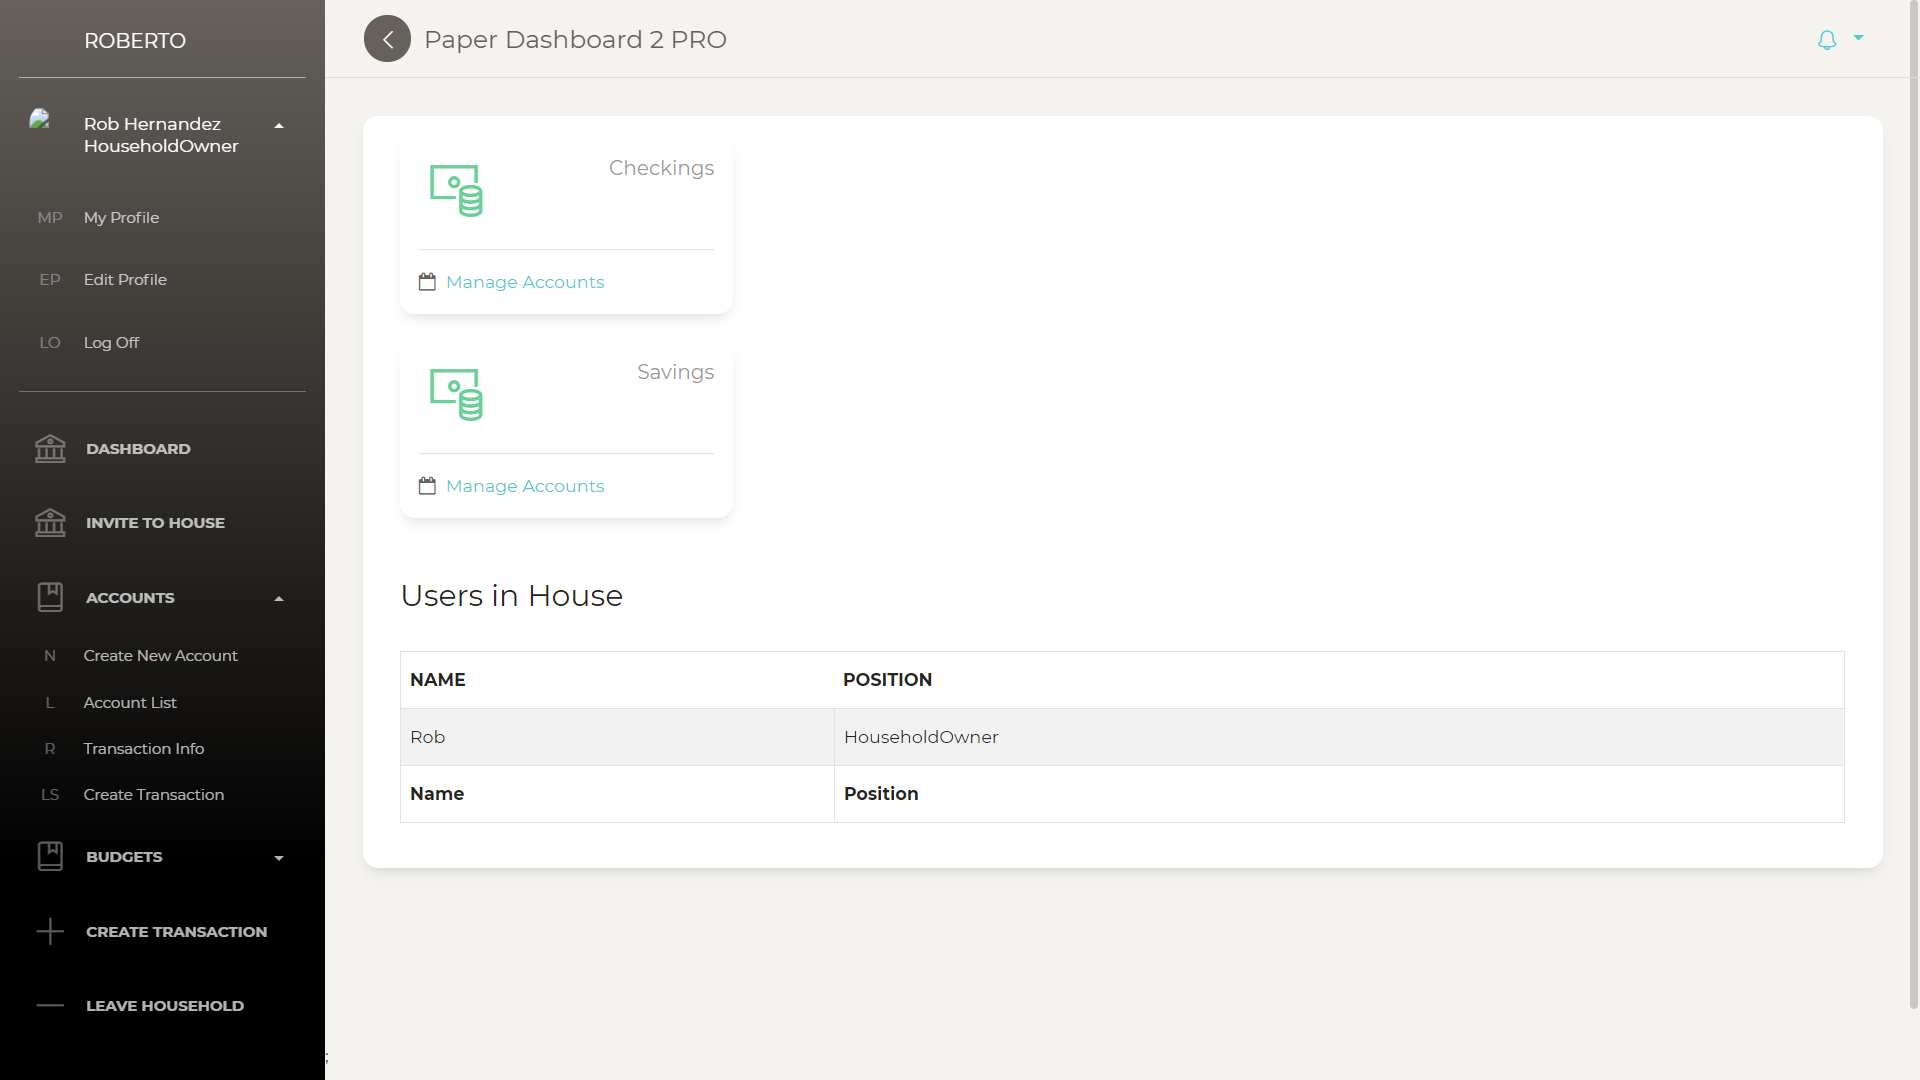 ROBERTO
Rob Hernandez
HouseholdOwner
MP My Profile
EP Edit Profile
LO Log Off
DASHBOARD
INVITE TO HOUSE
ACCOUNTS
N Create New Account
L Account List
R Transaction Info
LS Create Transaction
BUDGETS
CREATE TRANSACTION
LEAVE HOUSEHOLD
Paper Dashboard 2 PRO
Checkings
Manage Accounts
Savings
Manage Accounts
Users in House
NAME POSITION
Rob HouseholdOwner
Name Position
;